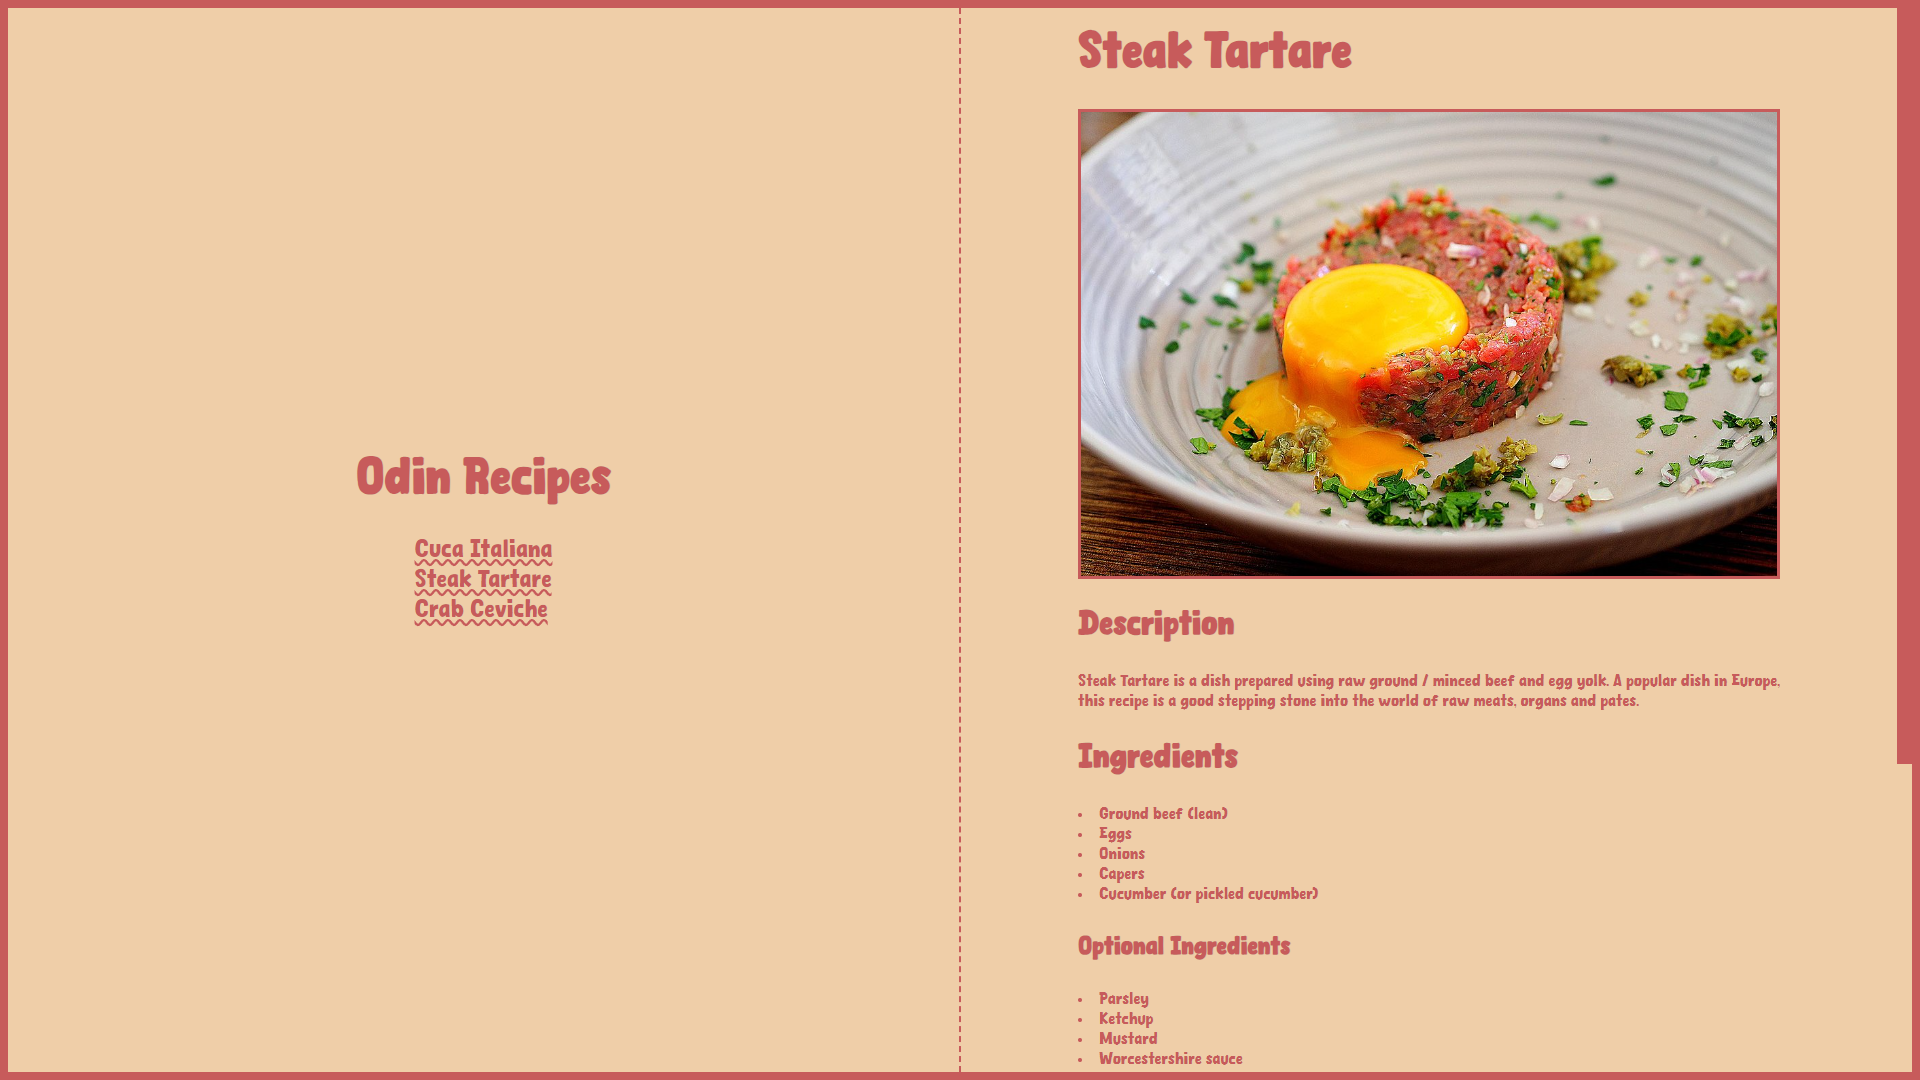 Odin Recipes
Cuca Italiana
Steak Tartare
Crab Ceviche
Steak Tartare
Description
Steak Tartare is a dish prepared using raw ground / minced beef and egg yolk. A popular dish in Europe,
this recipe is a good stepping stone into the world of raw meats, organs and pates.
Ingredients
• Ground beef (lean)
• Eggs
• Onions
• Capers
• Cucumber (or pickled cucumber)
Optional Ingredients
• Parsley
• Ketchup
• Mustard
• Worcestershire sauce